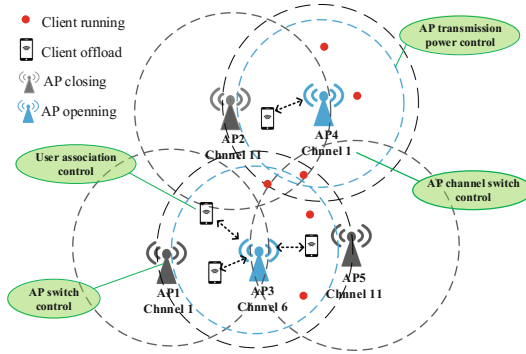 Client running
Client offload
AP closing
AP openning
AP transmission
power control
AP2
Chnnel 11
AP4
Chnnel 1
User association
control
AP channel switch
control
AP switch
control
AP1
Chnnel 1
AP3
Chnnel 6
AP5
Chnnel 11